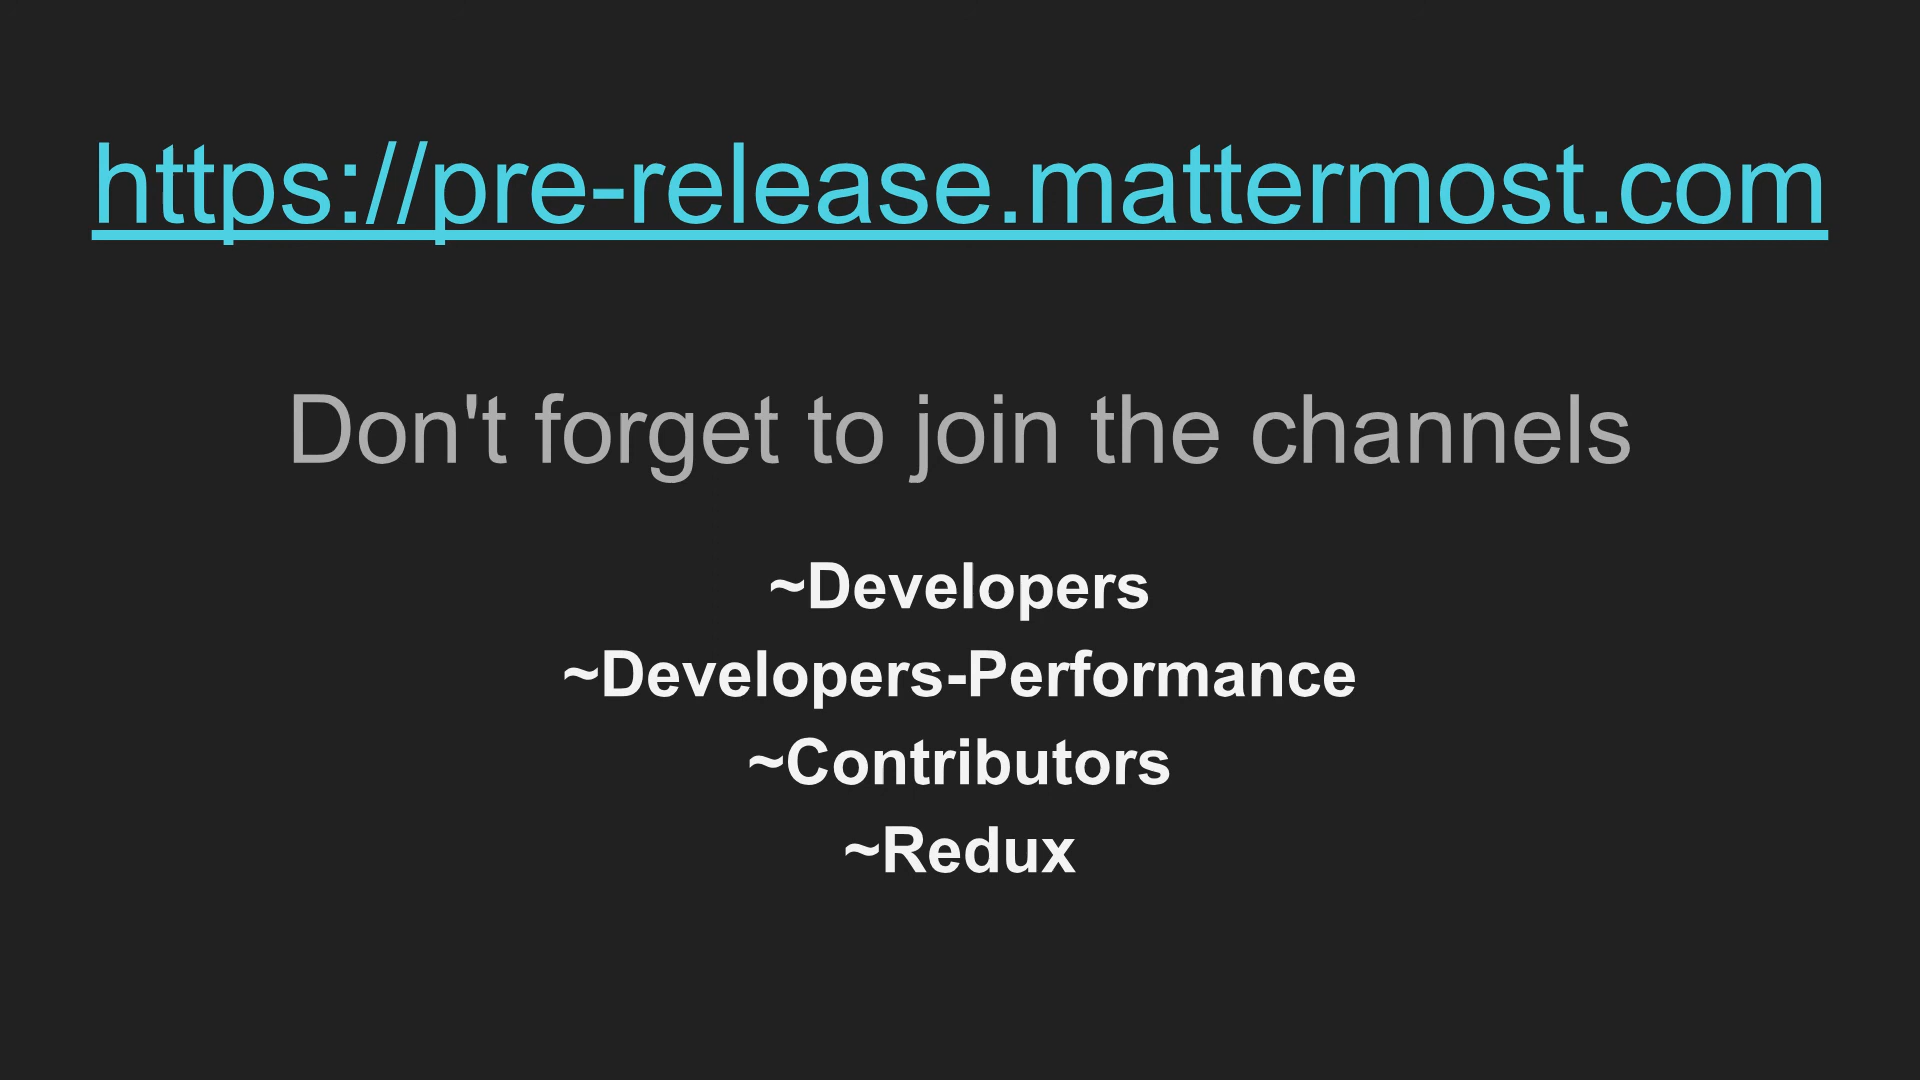 https://pre-release.mattermost.com
Don't forget to join the channels
~Developers
~Developers-Performance
~Contributors
~Redux